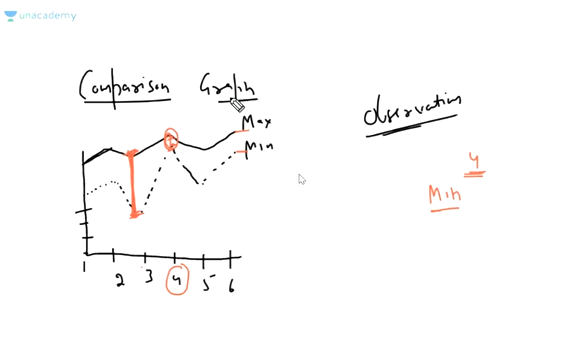 unacademy
Comparison Graph
Observation
Max
Min
4
Min
1 2 3 4 5 6